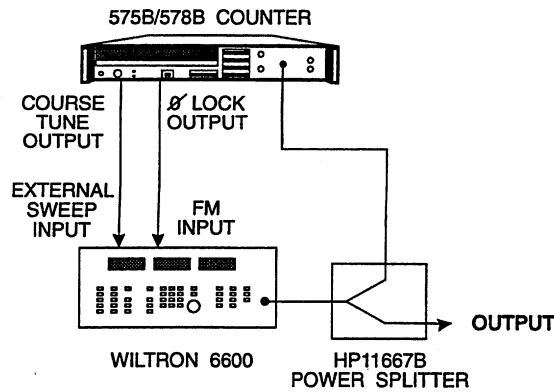 575B/578B COUNTER
COURSE
TUNE
OUTPUT
Ø LOCK
OUTPUT
EXTERNAL
SWEEP
INPUT
FM
INPUT
OUTPUT
WILTRON 6600
HP11667B
POWER SPLITTER